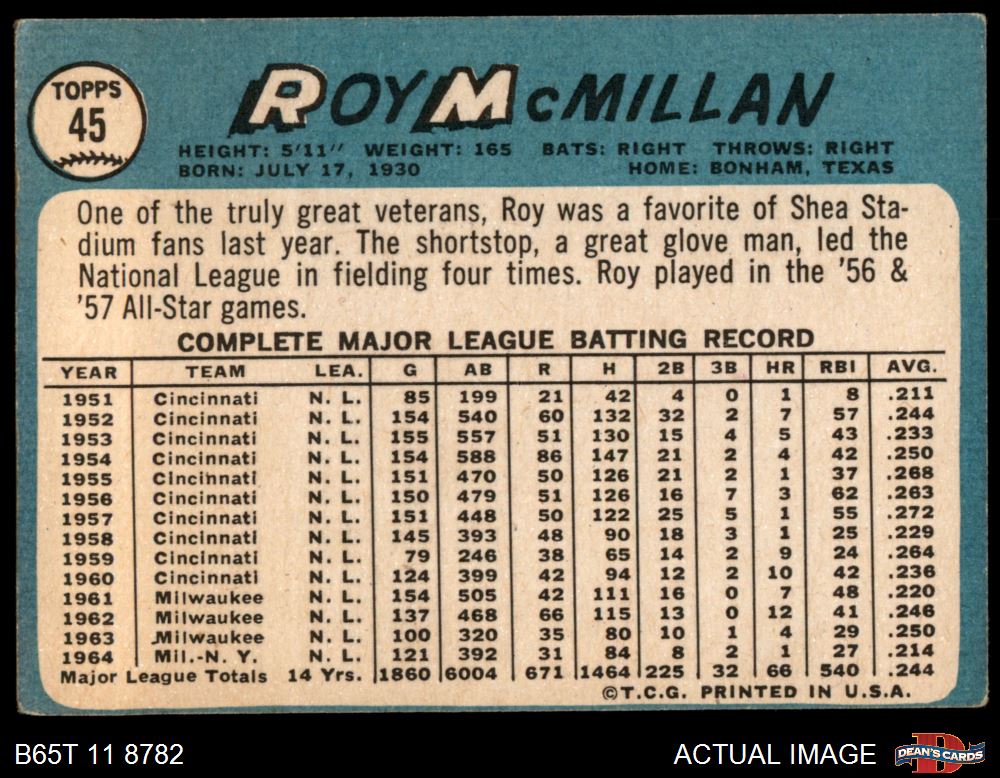 TOPPS
45
ROY McMILLAN
HEIGHT: 5'11" WEIGHT: 165 BATS: RIGHT THROWS: RIGHT
BORN: JULY 17, 1930 HOME: BONHAM, TEXAS
One of the truly great veterans, Roy was a favorite of Shea Sta-
dium fans last year. The shortstop, a great glove man, led the
National League in fielding four times. Roy played in the '56 &
'57 All-Star games.
COMPLETE MAJOR LEAGUE BATTING RECORD
YEAR TEAM LEA. G AB R H 2B 3B HR RBI AVG.
1951 Cincinnati N. L. 85 199 21 42 4 0 1 8 .211
1952 Cincinnati N. L. 154 540 60 132 32 2 7 57 .244
1953 Cincinnati N. L. 155 557 51 130 15 4 5 43 .233
1954 Cincinnati N. L. 154 588 86 147 21 2 4 42 .250
1955 Cincinnati N. L. 151 470 50 126 21 2 1 37 .268
1956 Cincinnati N. L. 150 479 51 126 16 7 3 62 .263
1957 Cincinnati N. L. 151 448 50 122 25 5 1 55 .272
1958 Cincinnati N. L. 145 393 48 90 18 3 1 25 .229
1959 Cincinnati N. L. 79 246 38 65 14 2 9 24 .264
1960 Cincinnati N. L. 124 399 42 94 12 2 10 42 .236
1961 Milwaukee N. L. 154 505 42 111 16 0 7 48 .220
1962 Milwaukee N. L. 137 468 66 115 13 0 12 41 .246
1963 Milwaukee N. L. 100 320 35 80 10 1 4 29 .250
1964 Mil.-N. Y. N. L. 121 392 31 84 8 2 1 27 .214
Major League Totals 14 Yrs. 1860 6004 671 1464 225 32 66 540 .244
©T.C.G. PRINTED IN U.S.A.
B65T 11 8782 ACTUAL IMAGE DEAN'S CARDS